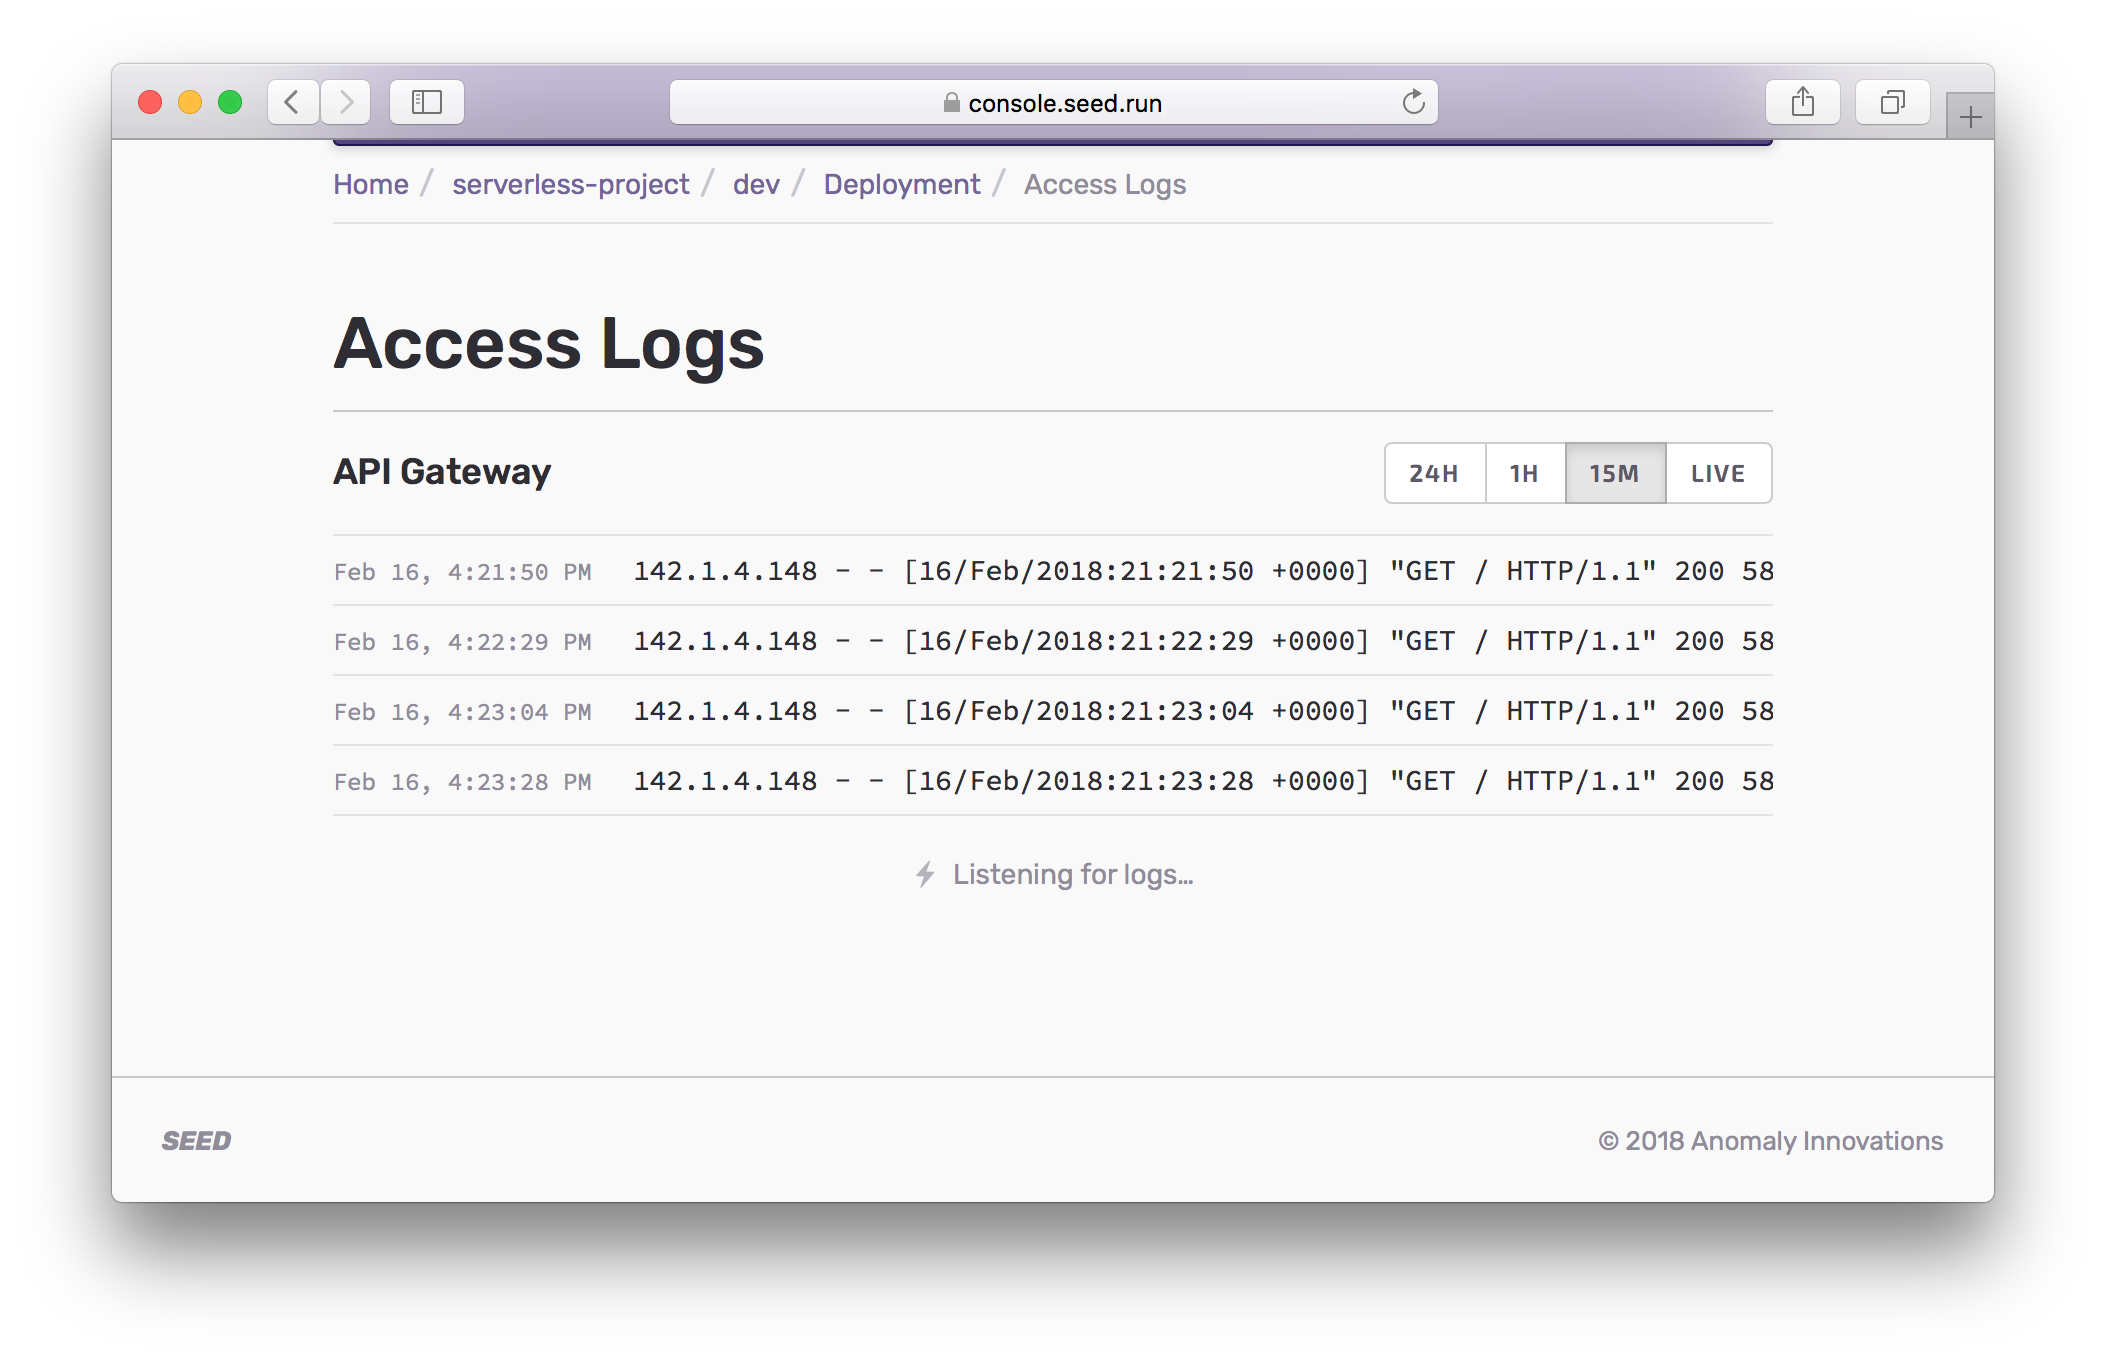 console.seed.run
Home / serverless-project / dev / Deployment / Access Logs
Access Logs
API Gateway
24H 1H 15M LIVE
Feb 16, 4:21:50 PM 142.1.4.148 - - [16/Feb/2018:21:21:50 +0000] "GET / HTTP/1.1" 200 58
Feb 16, 4:22:29 PM 142.1.4.148 - - [16/Feb/2018:21:22:29 +0000] "GET / HTTP/1.1" 200 58
Feb 16, 4:23:04 PM 142.1.4.148 - - [16/Feb/2018:21:23:04 +0000] "GET / HTTP/1.1" 200 58
Feb 16, 4:23:28 PM 142.1.4.148 - - [16/Feb/2018:21:23:28 +0000] "GET / HTTP/1.1" 200 58
Listening for logs...
SEED © 2018 Anomaly Innovations